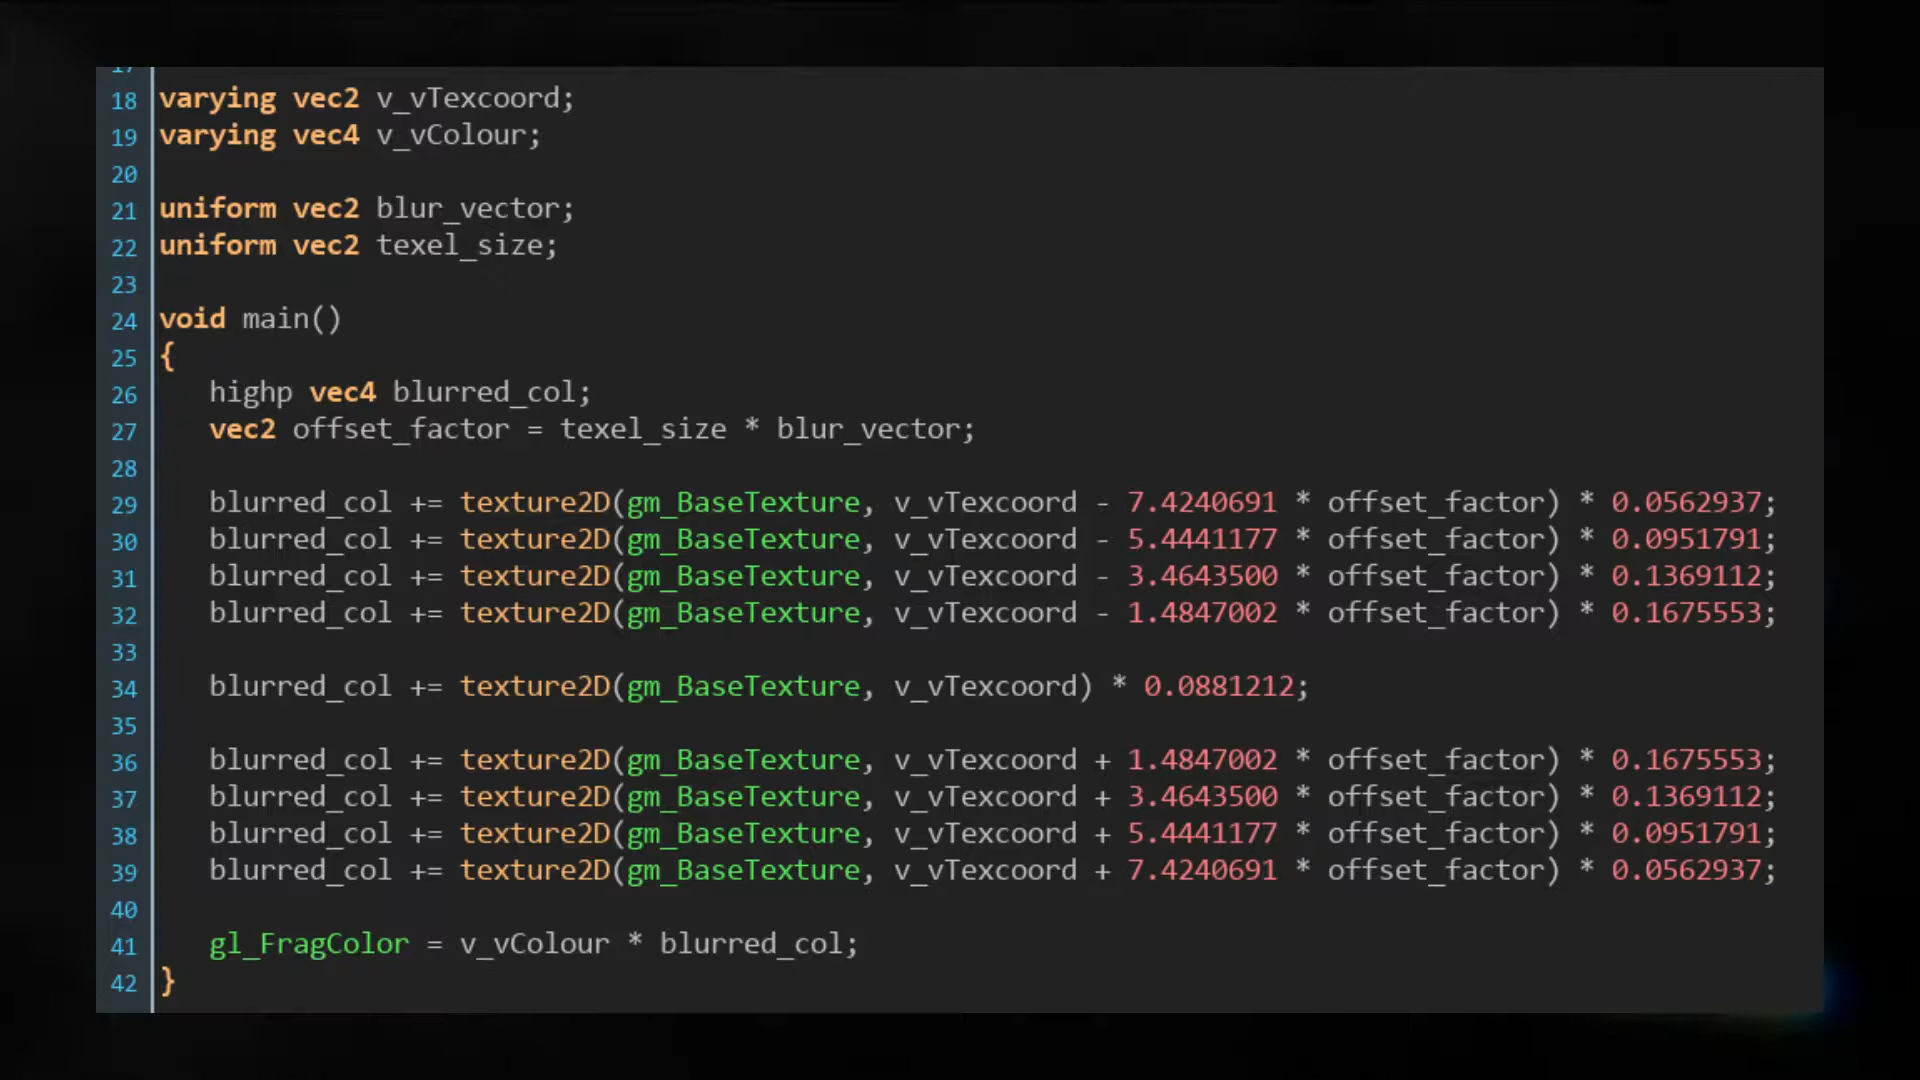 18 varying vec2 v_vTexcoord;
19 varying vec4 v_vColour;
20
21 uniform vec2 blur_vector;
22 uniform vec2 texel_size;
23
24 void main()
25 {
26 highp vec4 blurred_col;
27 vec2 offset_factor = texel_size * blur_vector;
28
29 blurred_col += texture2D(gm_BaseTexture, v_vTexcoord - 7.4240691 * offset_factor) * 0.0562937;
30 blurred_col += texture2D(gm_BaseTexture, v_vTexcoord - 5.4441177 * offset_factor) * 0.0951791;
31 blurred_col += texture2D(gm_BaseTexture, v_vTexcoord - 3.4643500 * offset_factor) * 0.1369112;
32 blurred_col += texture2D(gm_BaseTexture, v_vTexcoord - 1.4847002 * offset_factor) * 0.1675553;
33
34 blurred_col += texture2D(gm_BaseTexture, v_vTexcoord) * 0.0881212;
35
36 blurred_col += texture2D(gm_BaseTexture, v_vTexcoord + 1.4847002 * offset_factor) * 0.1675553;
37 blurred_col += texture2D(gm_BaseTexture, v_vTexcoord + 3.4643500 * offset_factor) * 0.1369112;
38 blurred_col += texture2D(gm_BaseTexture, v_vTexcoord + 5.4441177 * offset_factor) * 0.0951791;
39 blurred_col += texture2D(gm_BaseTexture, v_vTexcoord + 7.4240691 * offset_factor) * 0.0562937;
40
41 gl_FragColor = v_vColour * blurred_col;
42 }